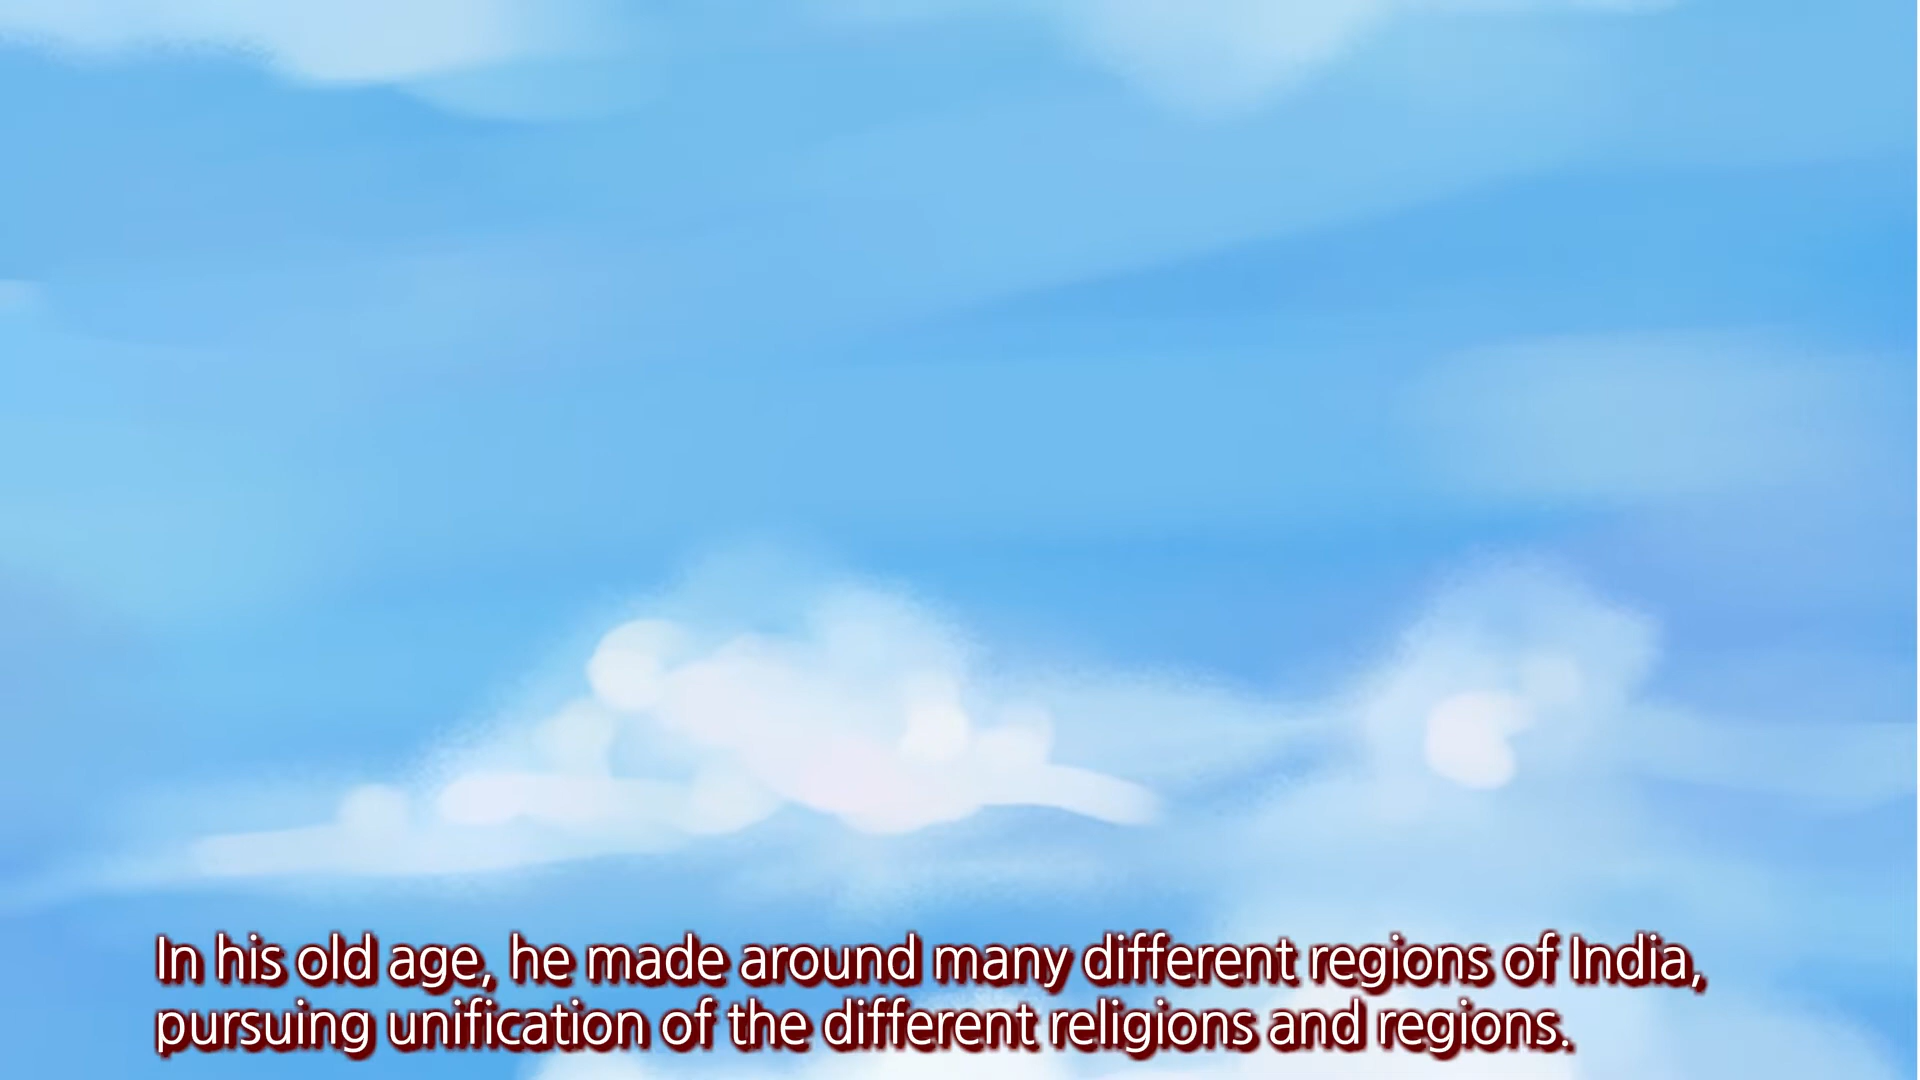 In his old age, he made around many different regions of India,
pursuing unification of the different religions and regions.